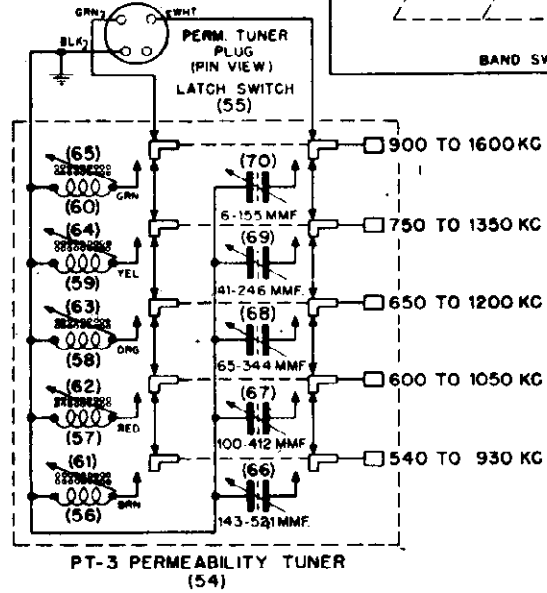 GRN
WHT
BLK
PERM. TUNER
PLUG
(PIN VIEW)
BAND SW
LATCH SWITCH
(55)
(65)
(70)
900 TO 1600 KC
(60)
GRN
6-155 MMF
(64)
(69)
750 TO 1350 KC
(59)
YEL
41-246 MMF.
(63)
(68)
650 TO 1200 KC
(58)
ORG
65-344 MMF
(62)
(67)
600 TO 1050 KC
(57)
RED
100-412 MMF
(61)
(66)
540 TO 930 KC
(56)
BRN
143-521 MMF.
PT-3 PERMEABILITY TUNER
(54)